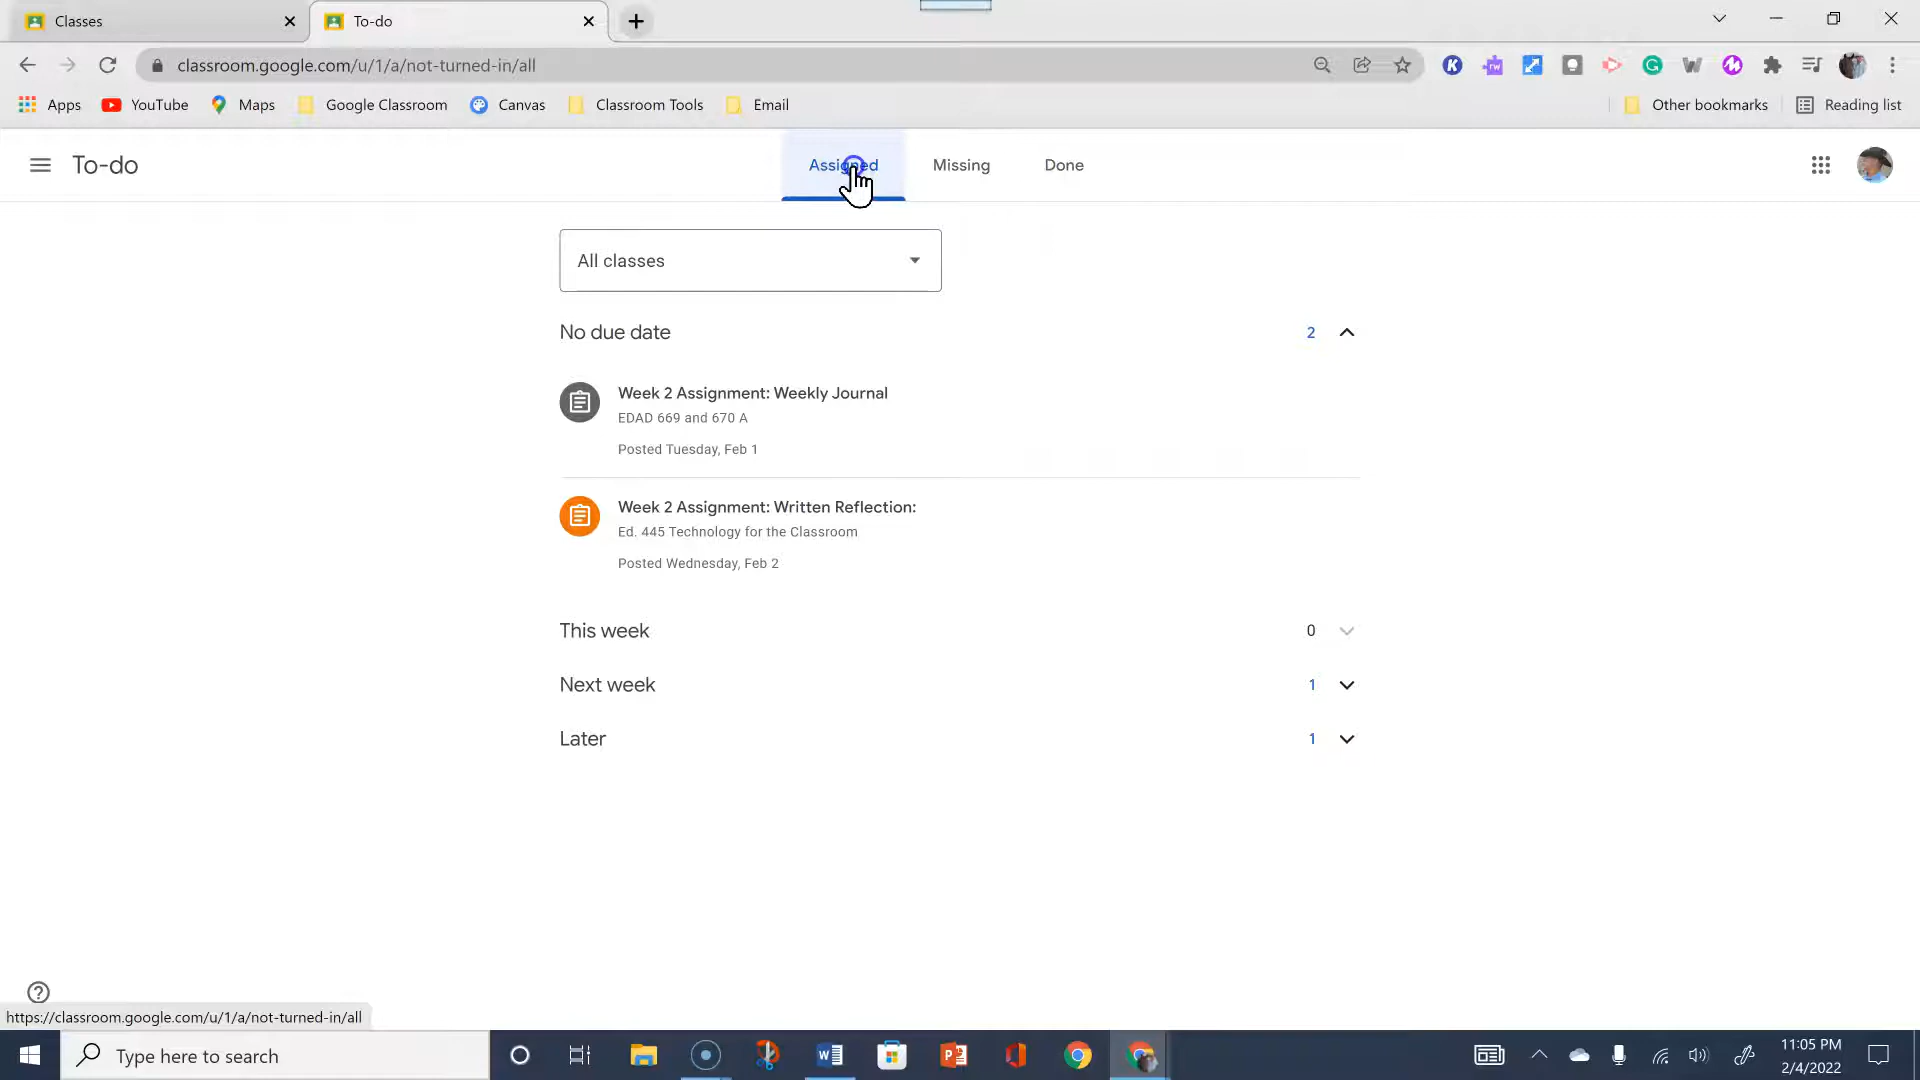 Classes
To-do
classroom.google.com/u/1/a/not-turned-in/all
Apps YouTube Maps Google Classroom Canvas Classroom Tools Email Other bookmarks Reading list
To-do
Assigned Missing Done
All classes
No due date 2
Week 2 Assignment: Weekly Journal
EDAD 669 and 670 A
Posted Tuesday, Feb 1
Week 2 Assignment: Written Reflection:
Ed. 445 Technology for the Classroom
Posted Wednesday, Feb 2
This week 0
Next week 1
Later 1
https://classroom.google.com/u/1/a/not-turned-in/all
Type here to search
11:05 PM
2/4/2022